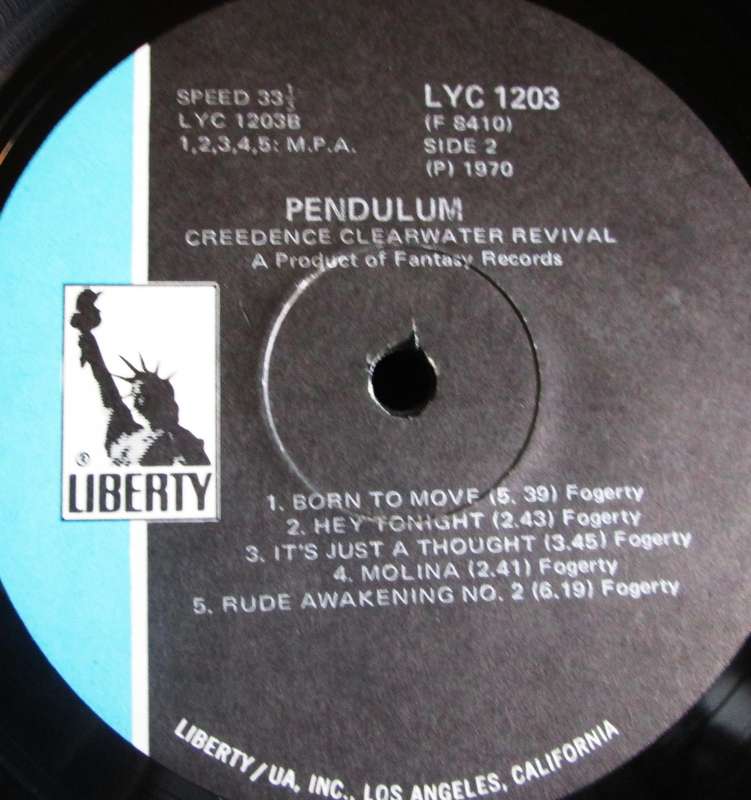 SPEED 33⅓
LYC 1203B
1,2,3,4,5: M.P.A.
LYC 1203
(F 8410)
SIDE 2
(P) 1970
PENDULUM
CREEDENCE CLEARWATER REVIVAL
A Product of Fantasy Records
®
LIBERTY
1. BORN TO MOVE (5. 39) Fogerty
2. HEY TONIGHT (2.43) Fogerty
3. IT'S JUST A THOUGHT (3.45) Fogerty
4. MOLINA (2.41) Fogerty
5. RUDE AWAKENING NO. 2 (6.19) Fogerty
LIBERTY/UA, INC., LOS ANGELES, CALIFORNIA